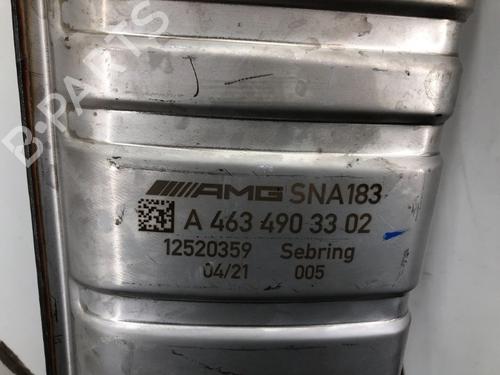 B-PARTS
AMG SNA183
A 463 490 33 02
12520359 Sebring
04/21 005